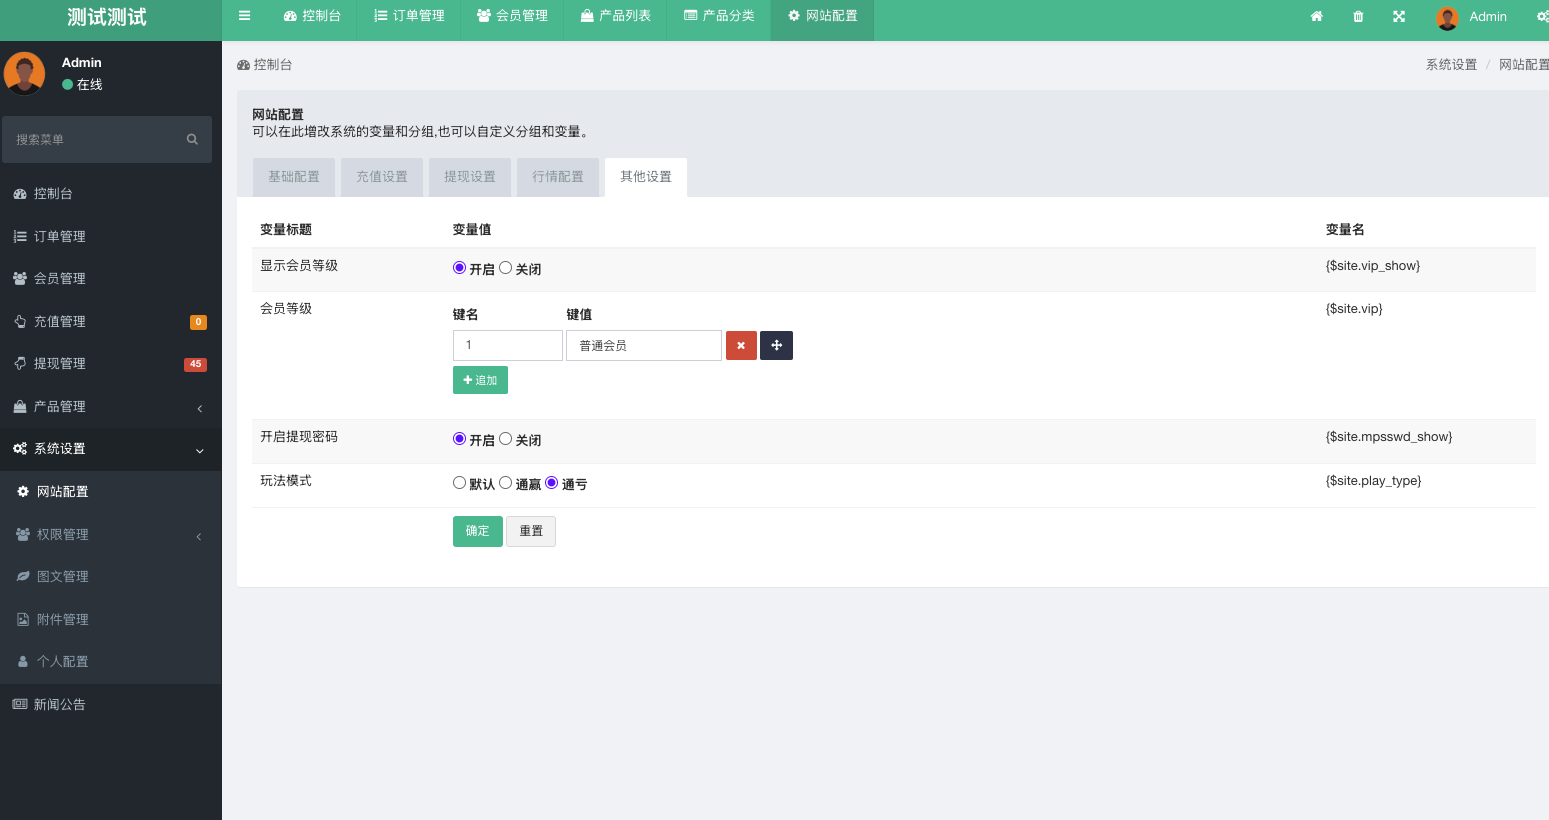 测试测试
控制台 订单管理 会员管理 产品列表 产品分类 网站配置 Admin
Admin
在线
搜索菜单
控制台
订单管理
会员管理
充值管理 0
提现管理 45
产品管理
系统设置
网站配置
权限管理
图文管理
附件管理
个人配置
新闻公告
控制台 系统设置 / 网站配置
网站配置
可以在此增改系统的变量和分组,也可以自定义分组和变量。
基础配置 充值设置 提现设置 行情配置 其他设置
变量标题 变量值 变量名
显示会员等级 开启 关闭 {$site.vip_show}
会员等级 {$site.vip}
键名 键值
1 普通会员
追加
开启提现密码 开启 关闭 {$site.mpsswd_show}
玩法模式 默认 通赢 通亏 {$site.play_type}
确定 重置